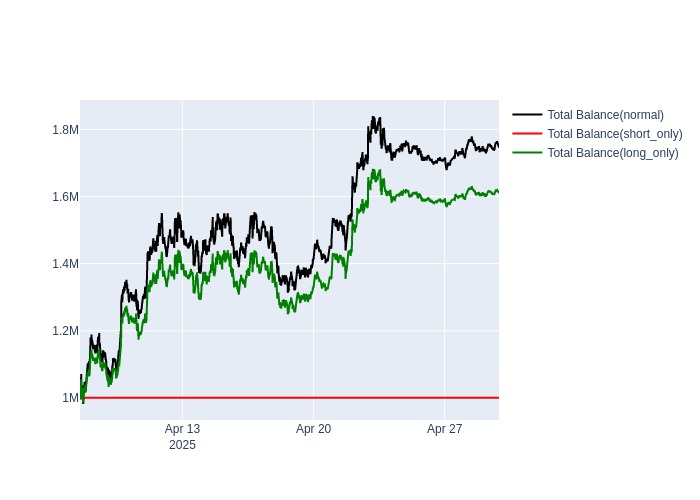 Total Balance(normal)
Total Balance(short_only)
Total Balance(long_only)
1.8M
1.6M
1.4M
1.2M
1M
Apr 13
2025
Apr 20
Apr 27